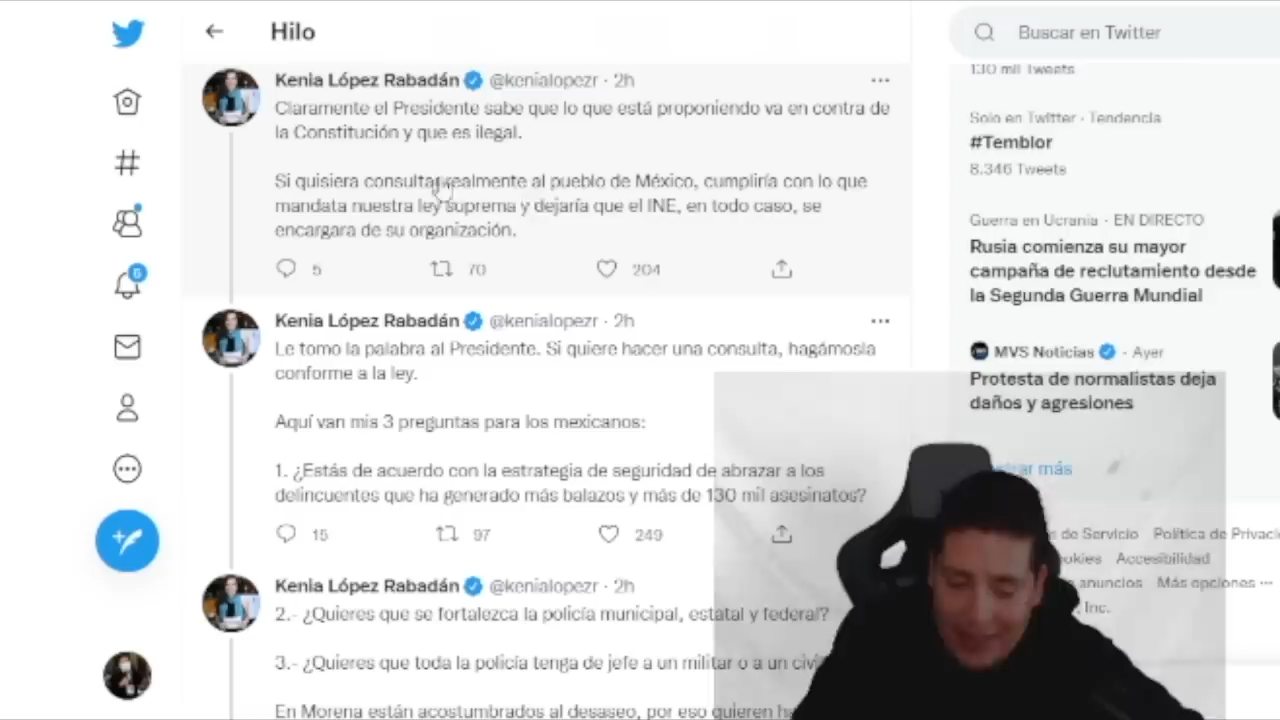 Hilo
Kenia López Rabadán @kenialopezr · 2h
Claramente el Presidente sabe que lo que está proponiendo va en contra de
la Constitución y que es ilegal.
Si quisiera consultar realmente al pueblo de México, cumpliría con lo que
mandata nuestra ley suprema y dejaría que el INE, en todo caso, se
encargara de su organización.
5 70 204
Kenia López Rabadán @kenialopezr · 2h
Le tomo la palabra al Presidente. Si quiere hacer una consulta, hagámosla
conforme a la ley.
Aquí van mis 3 preguntas para los mexicanos:
1. ¿Estás de acuerdo con la estrategia de seguridad de abrazar a los
delincuentes que ha generado más balazos y más de 130 mil asesinatos?
15 97 249
Kenia López Rabadán @kenialopezr · 2h
2.- ¿Quieres que se fortalezca la policía municipal, estatal y federal?
3.- ¿Quieres que toda la policía tenga de jefe a un militar o a un
En Morena están acostumbrados al desaseo, por eso quieren
Buscar en Twitter
130 mil Tweets
Solo en Twitter · Tendencia
#Temblor
8.346 Tweets
Guerra en Ucrania · EN DIRECTO
Rusia comienza su mayor
campaña de reclutamiento desde
la Segunda Guerra Mundial
MVS Noticias · Ayer
Protesta de normalistas deja
daños y agresiones
más
de Servicio Política de
Accesibilidad
anuncios Más opciones ···
Inc.
6